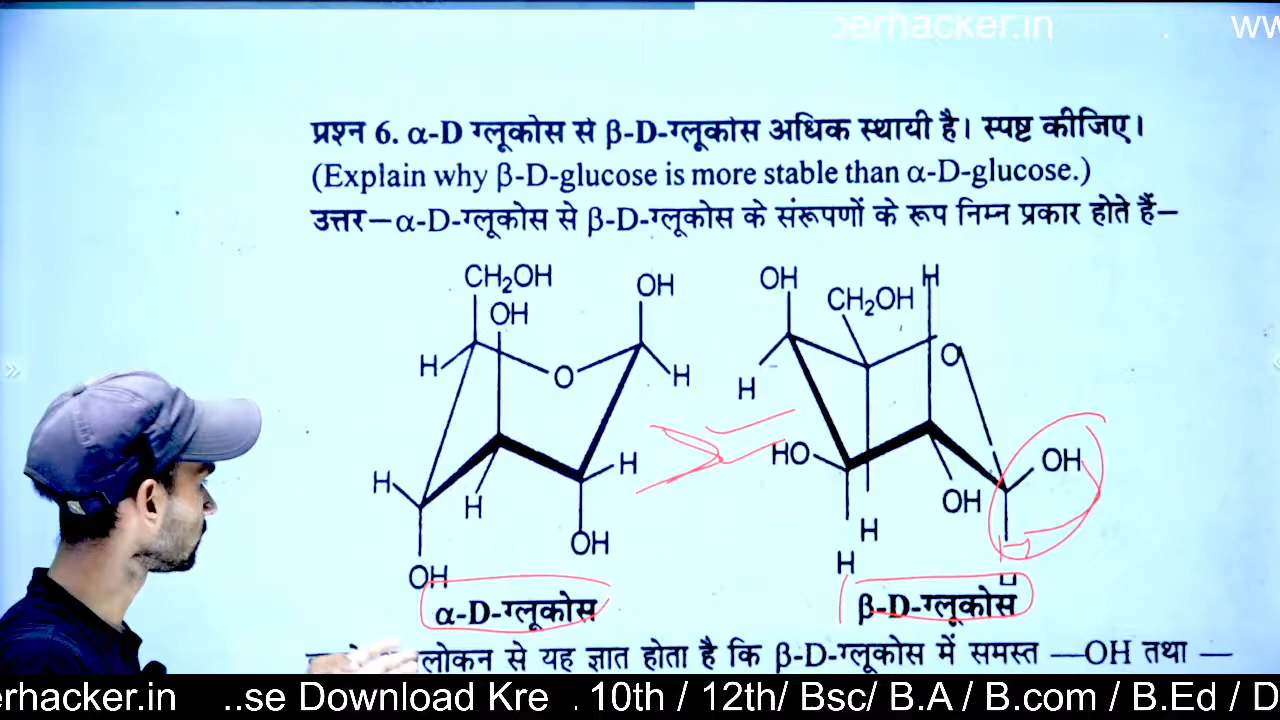 erhacker.in . ww
प्रश्न 6. α-D ग्लूकोस से β-D-ग्लूकोस अधिक स्थायी है। स्पष्ट कीजिए।
(Explain why β-D-glucose is more stable than α-D-glucose.)
उत्तर—α-D-ग्लूकोस से β-D-ग्लूकोस के संरूपणों के रूप निम्न प्रकार होते हैं—
CH₂OH
OH
H
O
OH
H
H
H
H
OH
OH
OH
CH₂OH
H
H
O
HO
H
OH
OH
H
H
α-D-ग्लूकोस
β-D-ग्लूकोस
लोकन से यह ज्ञात होता है कि β-D-ग्लूकोस में समस्त —OH तथा —
erhacker.in ..se Download Kre . 10th / 12th/ Bsc/ B.A / B.com / B.Ed / D